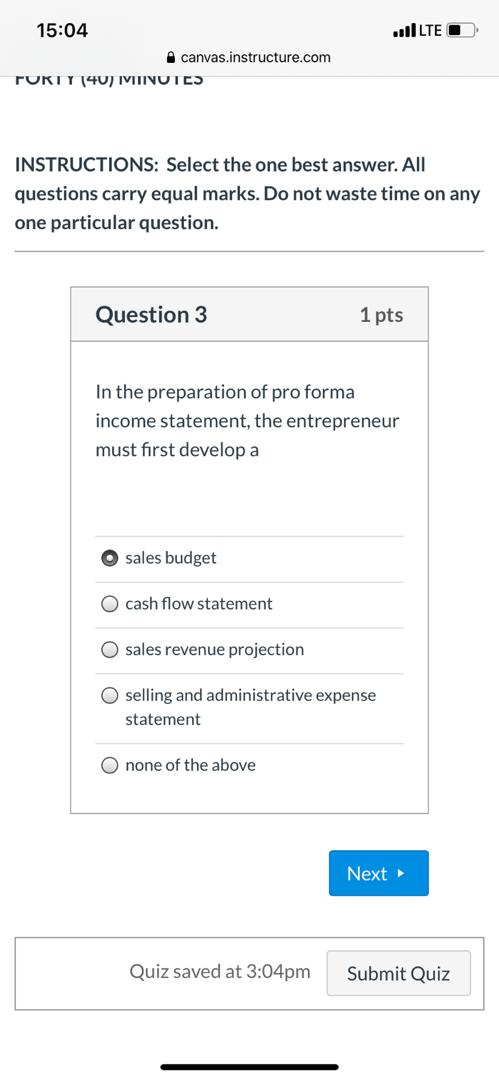 15:04
LTE
canvas.instructure.com
FORTY (40) MINUTES
INSTRUCTIONS: Select the one best answer. All
questions carry equal marks. Do not waste time on any
one particular question.
Question 3
1 pts
In the preparation of pro forma
income statement, the entrepreneur
must first develop a
sales budget
cash flow statement
sales revenue projection
selling and administrative expense
statement
none of the above
Next
Quiz saved at 3:04pm
Submit Quiz